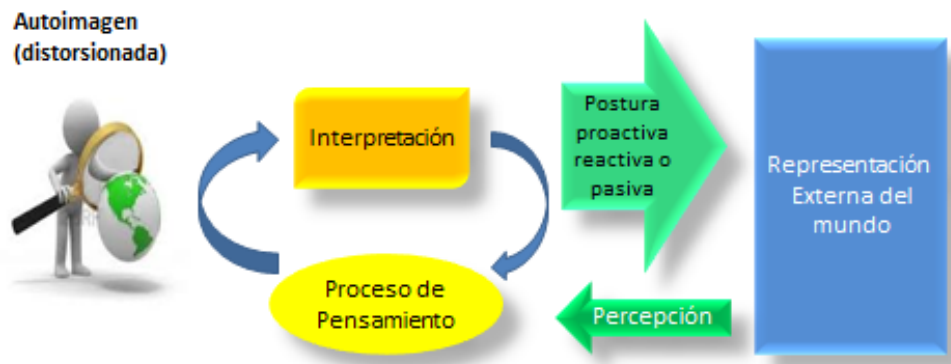 Autoimagen
(distorsionada)
Interpretación
Postura
proactiva
reactiva o
pasiva
Representación
Externa del
mundo
Proceso de
Pensamiento
Percepción